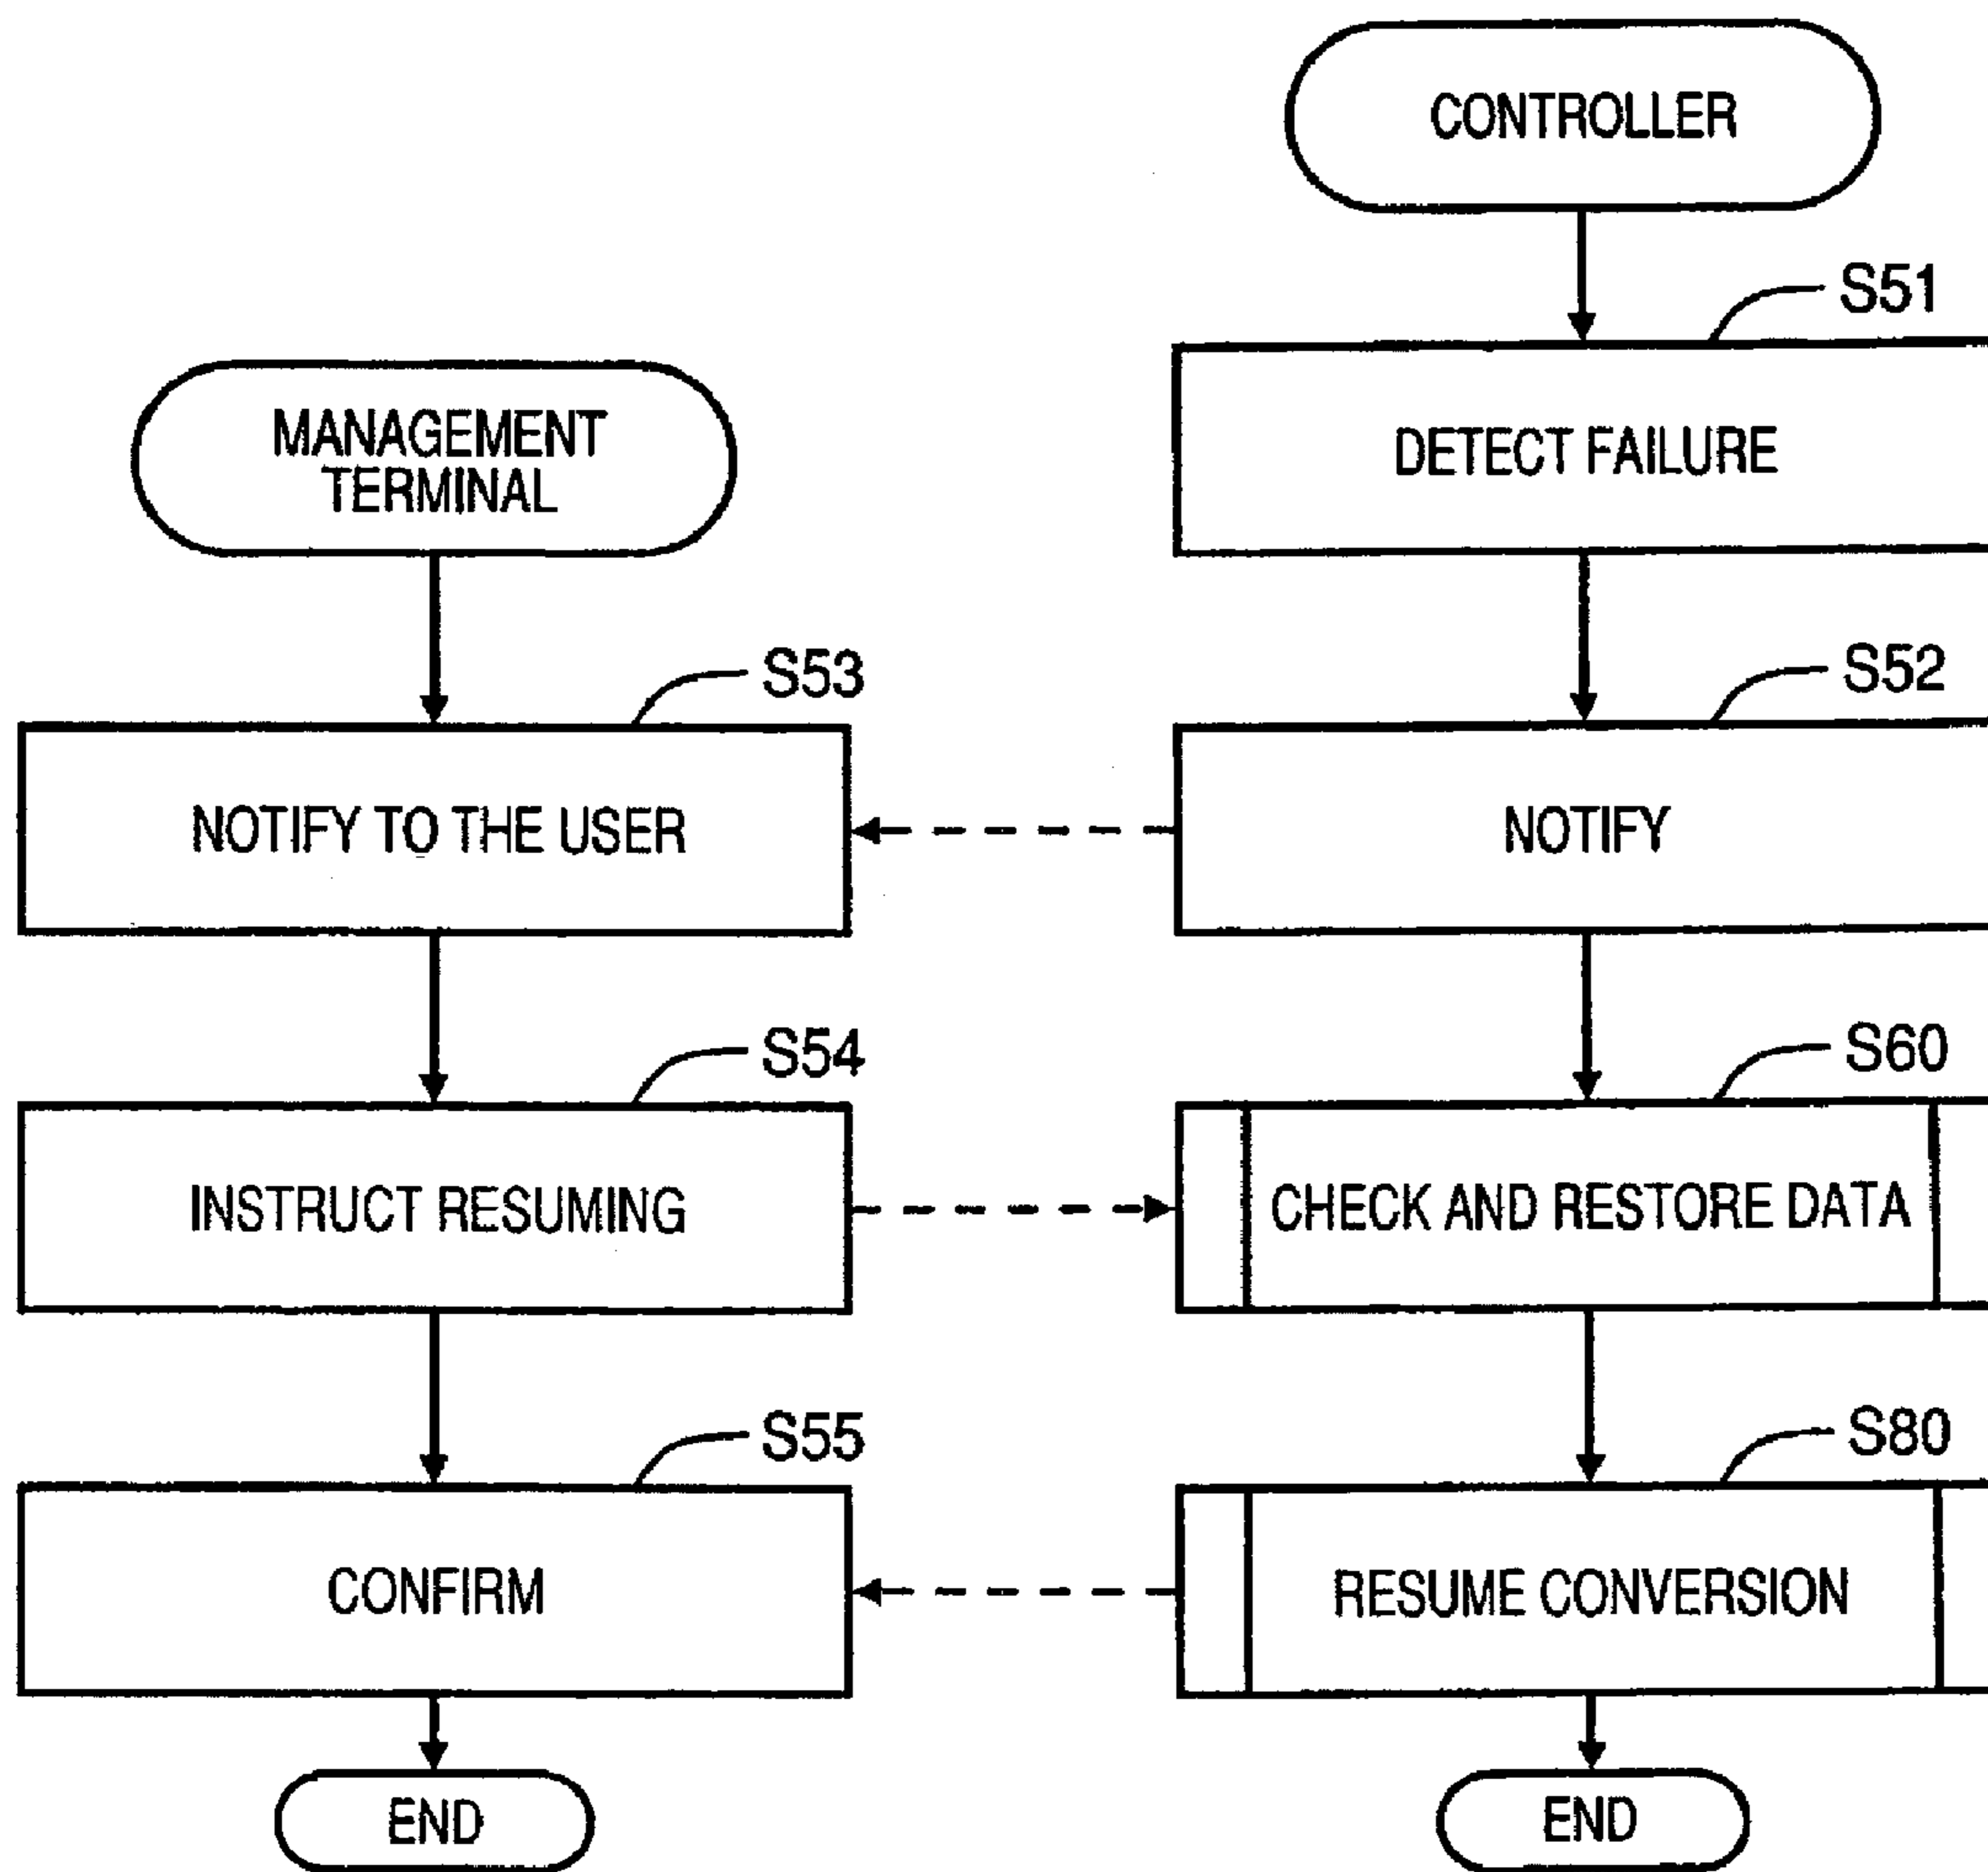 CONTROLLER
S51
DETECT FAILURE
MANAGEMENT
TERMINAL
S53
S52
NOTIFY TO THE USER
NOTIFY
S54
S60
INSTRUCT RESUMING
CHECK AND RESTORE DATA
S55
S80
CONFIRM
RESUME CONVERSION
END
END